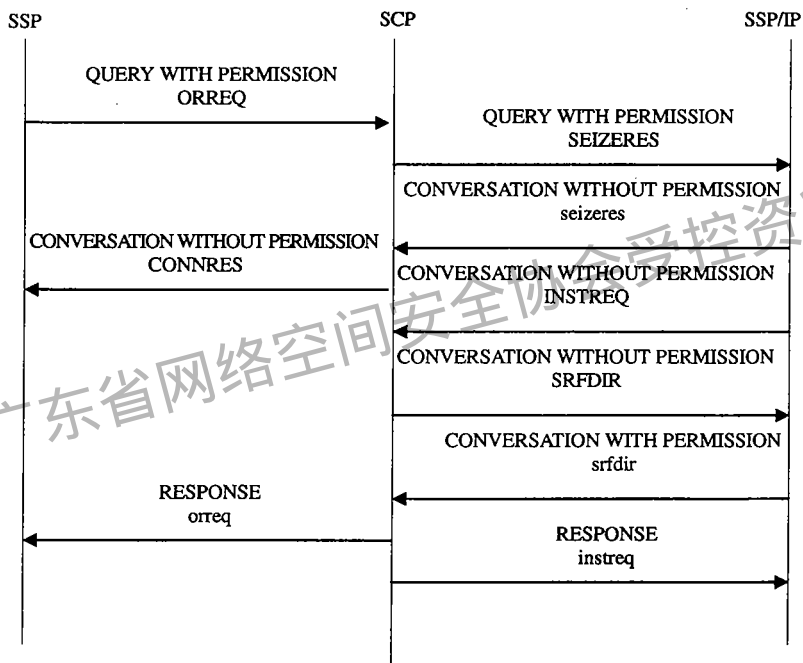 SSP
SCP
SSP/IP
QUERY WITH PERMISSION
ORREQ
QUERY WITH PERMISSION
SEIZERES
CONVERSATION WITHOUT PERMISSION
seizeres
CONVERSATION WITHOUT PERMISSION
CONNRES
CONVERSATION WITHOUT PERMISSION
INSTREQ
CONVERSATION WITHOUT PERMISSION
SRFDIR
CONVERSATION WITH PERMISSION
srfdir
RESPONSE
orreq
RESPONSE
instreq
广东省网络空间安全协会受控资